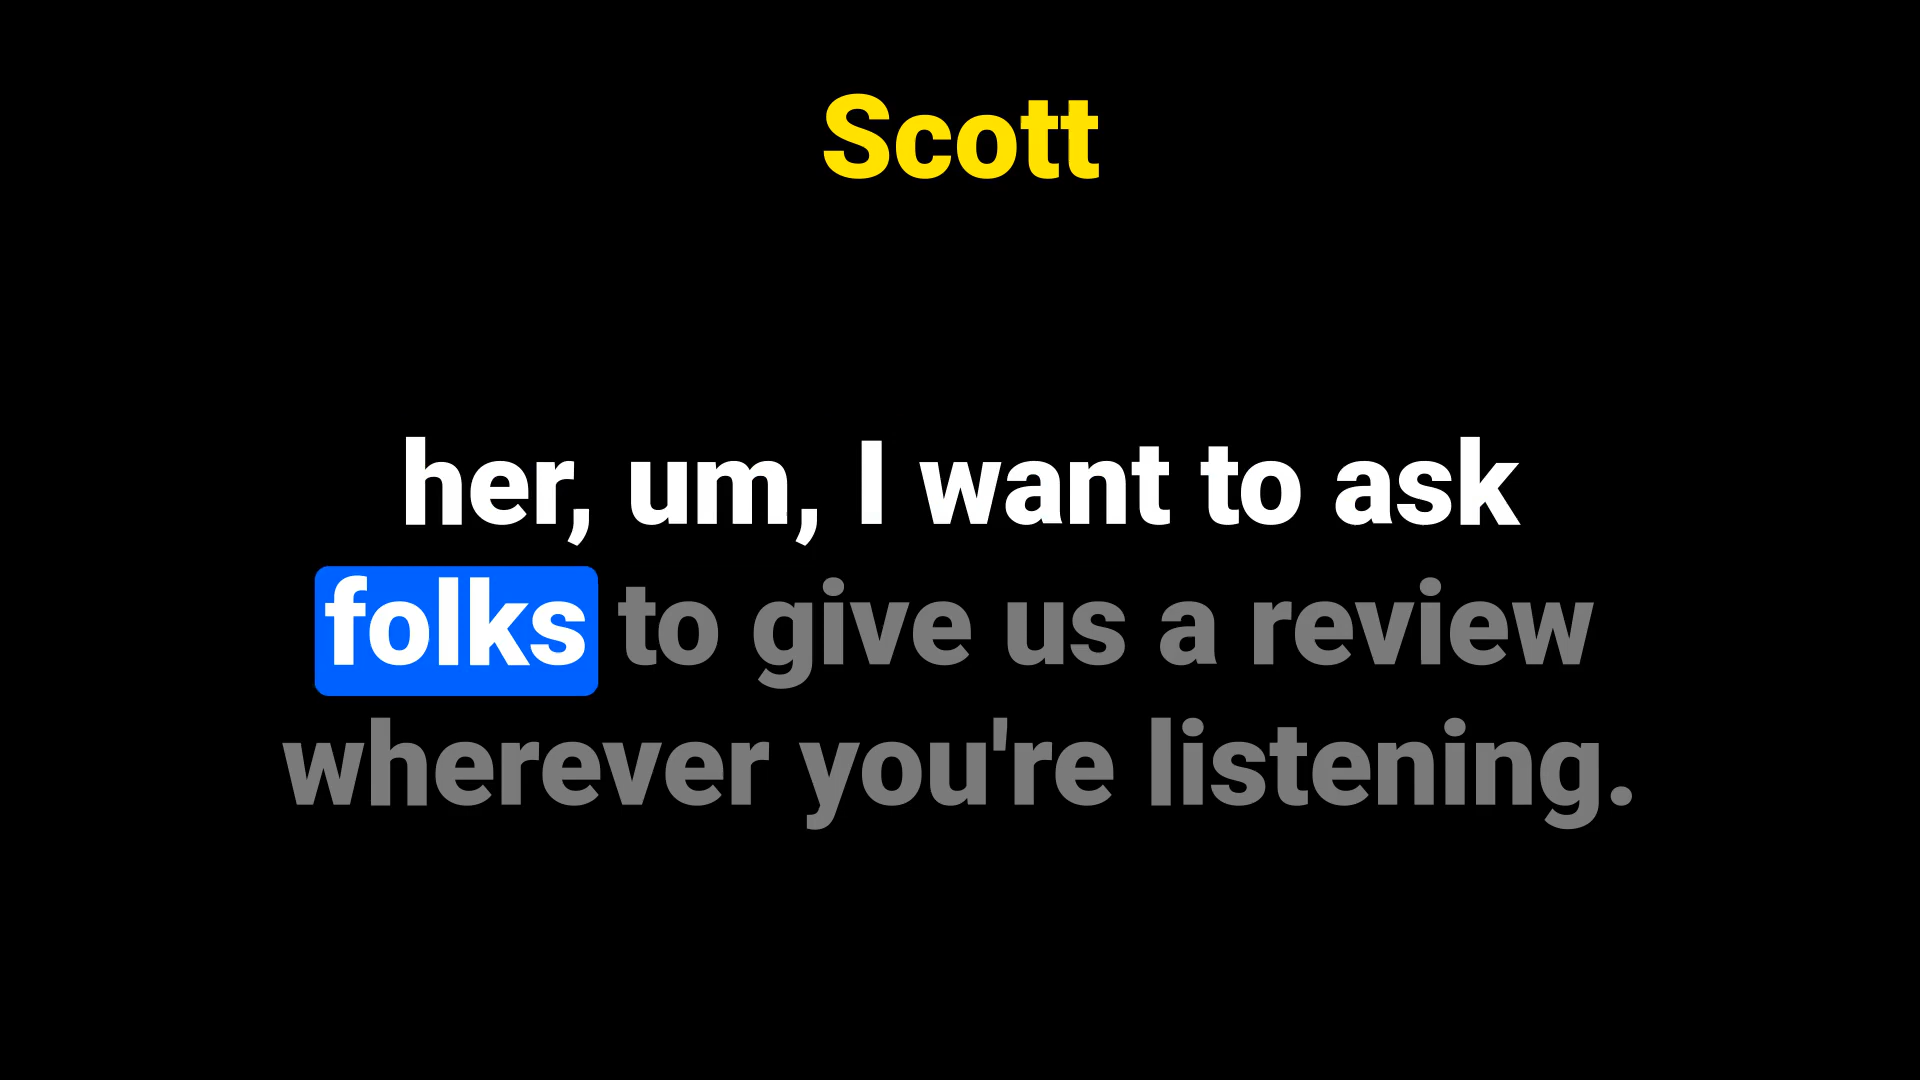 Scott
her, um, I want to ask
folks to give us a review
wherever you're listening.